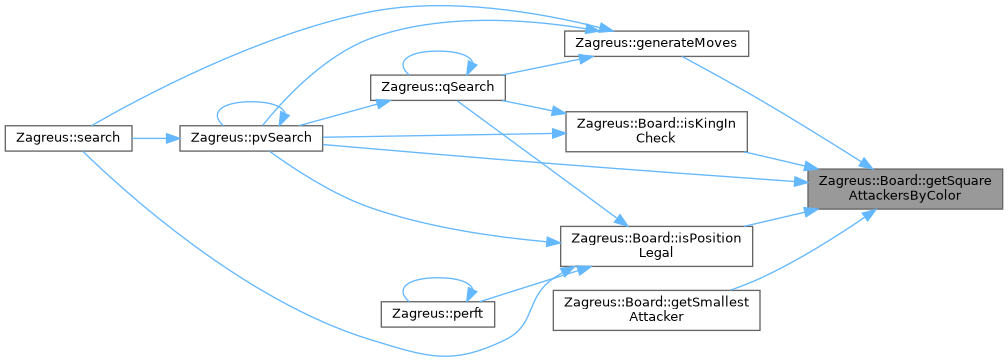 Zagreus::generateMoves
Zagreus::qSearch
Zagreus::Board::isKingIn
Check
Zagreus::search
Zagreus::pvSearch
Zagreus::Board::getSquare
AttackersByColor
Zagreus::Board::isPosition
Legal
Zagreus::Board::getSmallest
Attacker
Zagreus::perft